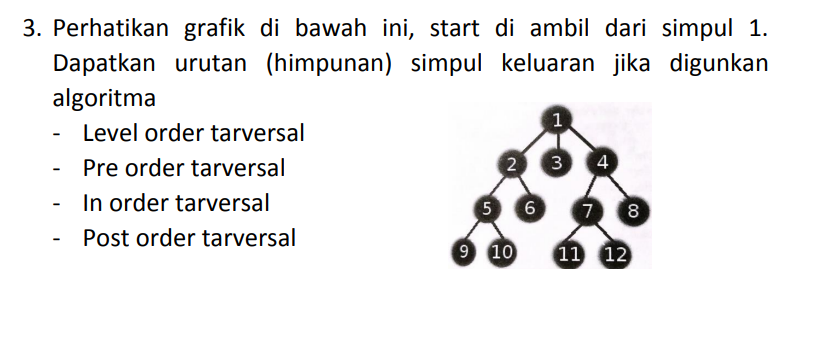 3. Perhatikan grafik di bawah ini, start di ambil dari simpul 1.
Dapatkan urutan (himpunan) simpul keluaran jika digunkan
algoritma
- Level order tarversal
- Pre order tarversal
- In order tarversal
- Post order tarversal
1
2 3 4
5 6 7 8
9 10 11 12